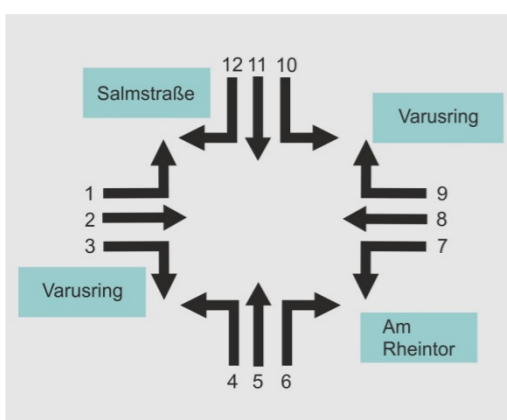 12 11 10
Salmstraße
Varusring
1
9
2
8
3
7
Varusring
Am
Rheintor
4 5 6